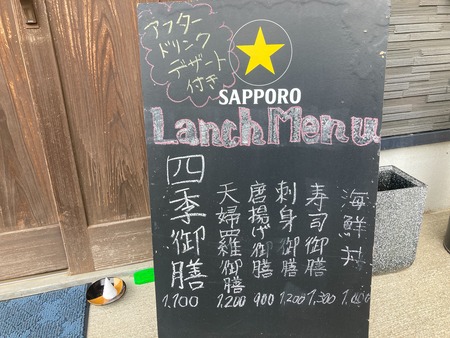 アフター
ドリンク
デザート
付き
SAPPORO
Lanch Menu
海鮮丼
寿司御膳
1,300
刺身御膳
1,200
唐揚げ御膳
900
天婦羅御膳
1,200
四季御膳
1,100